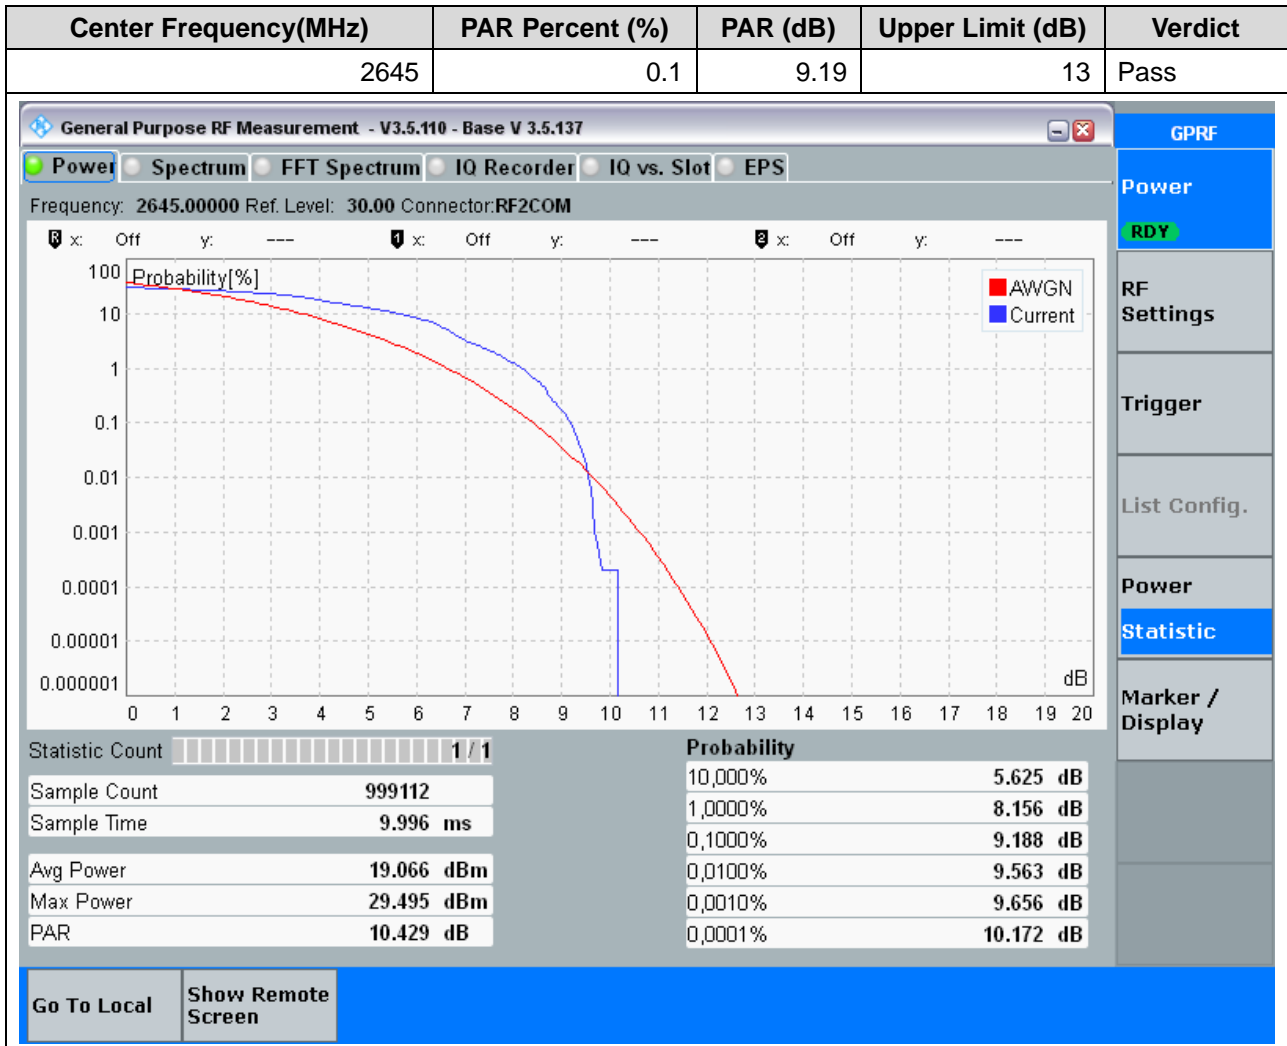 Center Frequency(MHz) PAR Percent (%) PAR (dB) Upper Limit (dB) Verdict
2645 0.1 9.19 13 Pass
General Purpose RF Measurement - V3.5.110 - Base V 3.5.137
GPRF
Power Spectrum FFT Spectrum IQ Recorder IQ vs. Slot EPS
Power
RDY
Frequency: 2645.00000 Ref. Level: 30.00 Connector:RF2COM
R x: Off y: --- 1 x: Off y: --- 2 x: Off y: ---
Probability[%]
AWGN
Current
100
10
1
0.1
0.01
0.001
0.0001
0.00001
0.000001
dB
0 1 2 3 4 5 6 7 8 9 10 11 12 13 14 15 16 17 18 19 20
RF
Settings
Trigger
List Config.
Power
Statistic
Marker /
Display
Statistic Count 1 / 1
Sample Count 999112
Sample Time 9.996 ms
Avg Power 19.066 dBm
Max Power 29.495 dBm
PAR 10.429 dB
Probability
10,000% 5.625 dB
1,0000% 8.156 dB
0,1000% 9.188 dB
0,0100% 9.563 dB
0,0010% 9.656 dB
0,0001% 10.172 dB
Go To Local
Show Remote
Screen